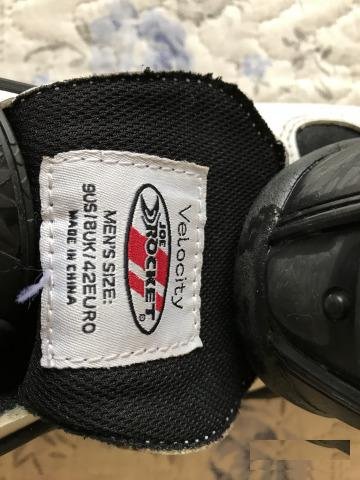 Velocity
JOE
ROCKET®
MEN'S SIZE:
9US/8UK/42EURO
MADE IN CHINA